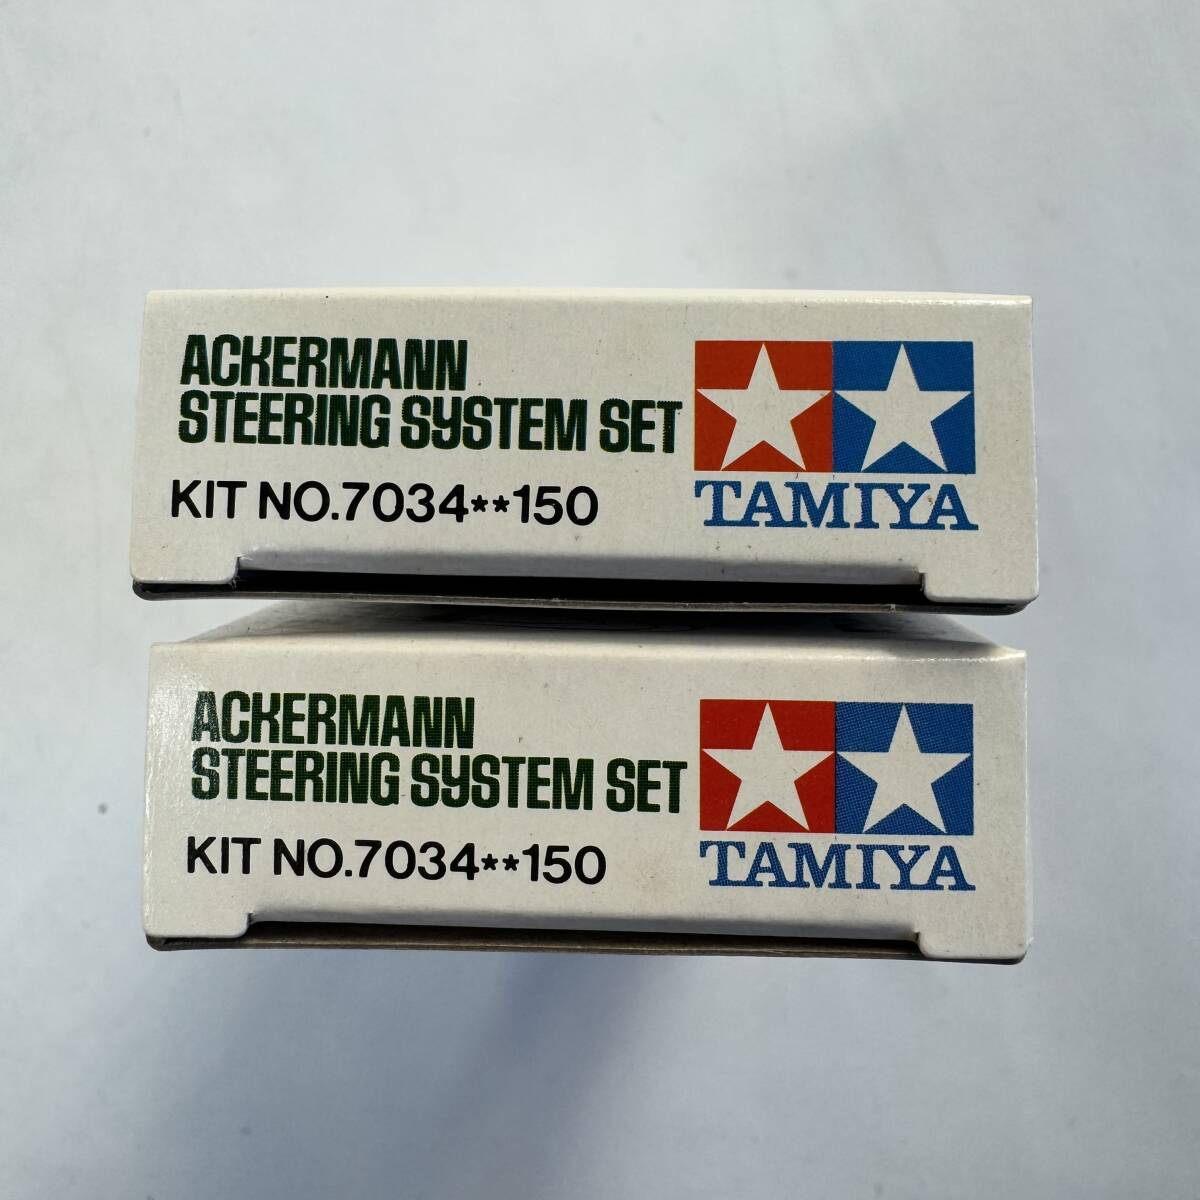 ACKERMANN
STEERING SYSTEM SET
KIT NO.7034**150
TAMIYA
ACKERMANN
STEERING SYSTEM SET
KIT NO.7034**150
TAMIYA